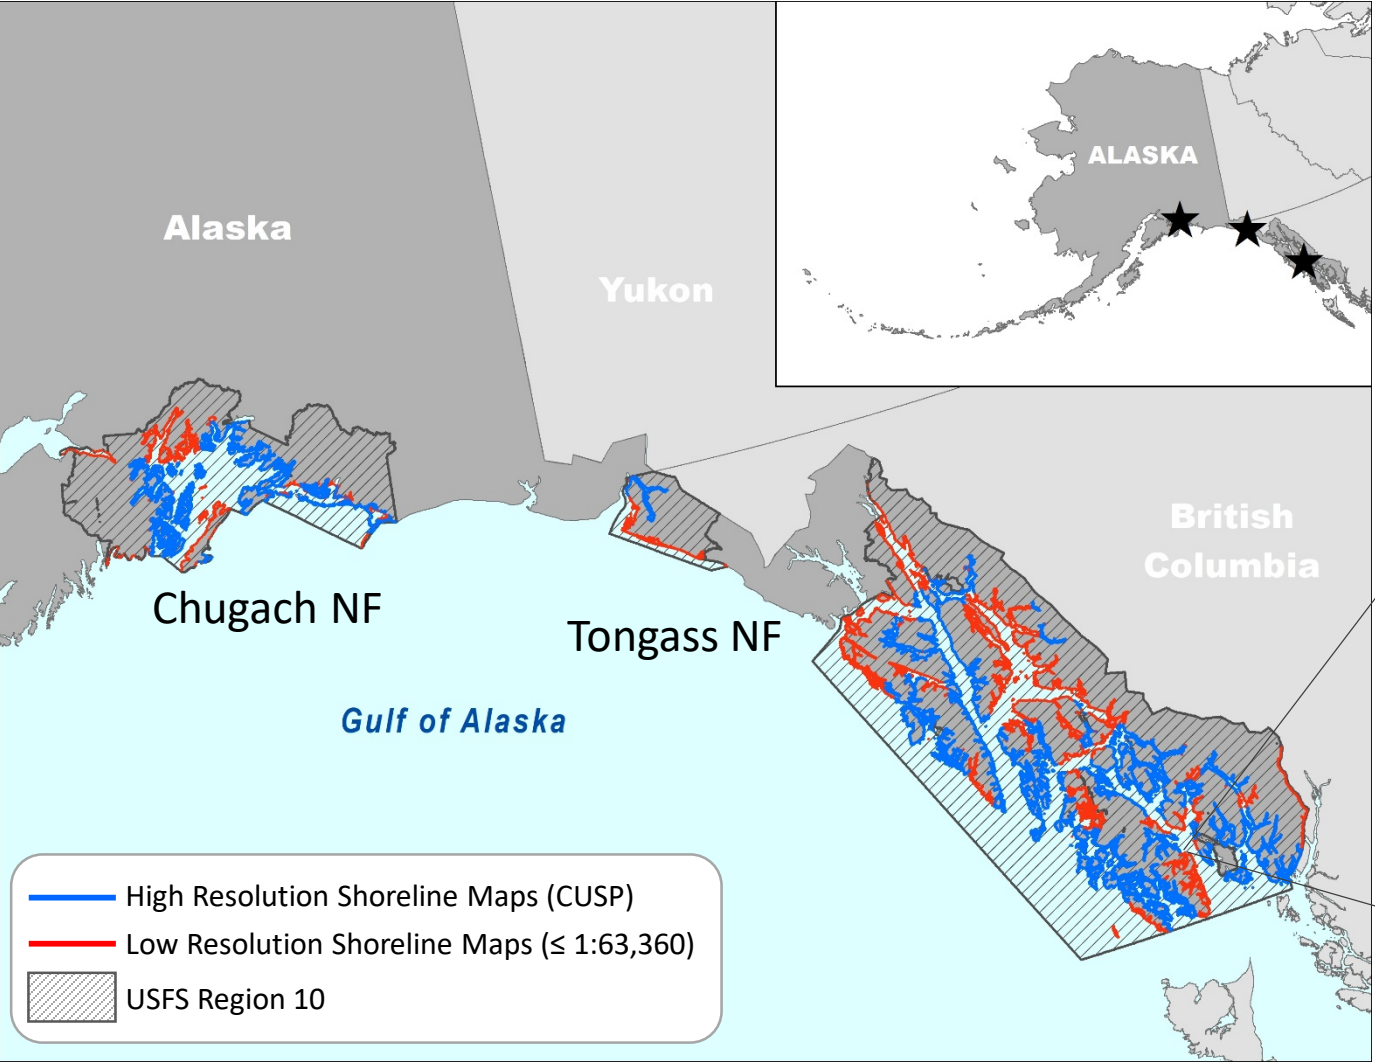 ALASKA
Alaska
Yukon
British
Columbia
Chugach NF
Tongass NF
Gulf of Alaska
High Resolution Shoreline Maps (CUSP)
Low Resolution Shoreline Maps (≤ 1:63,360)
USFS Region 10